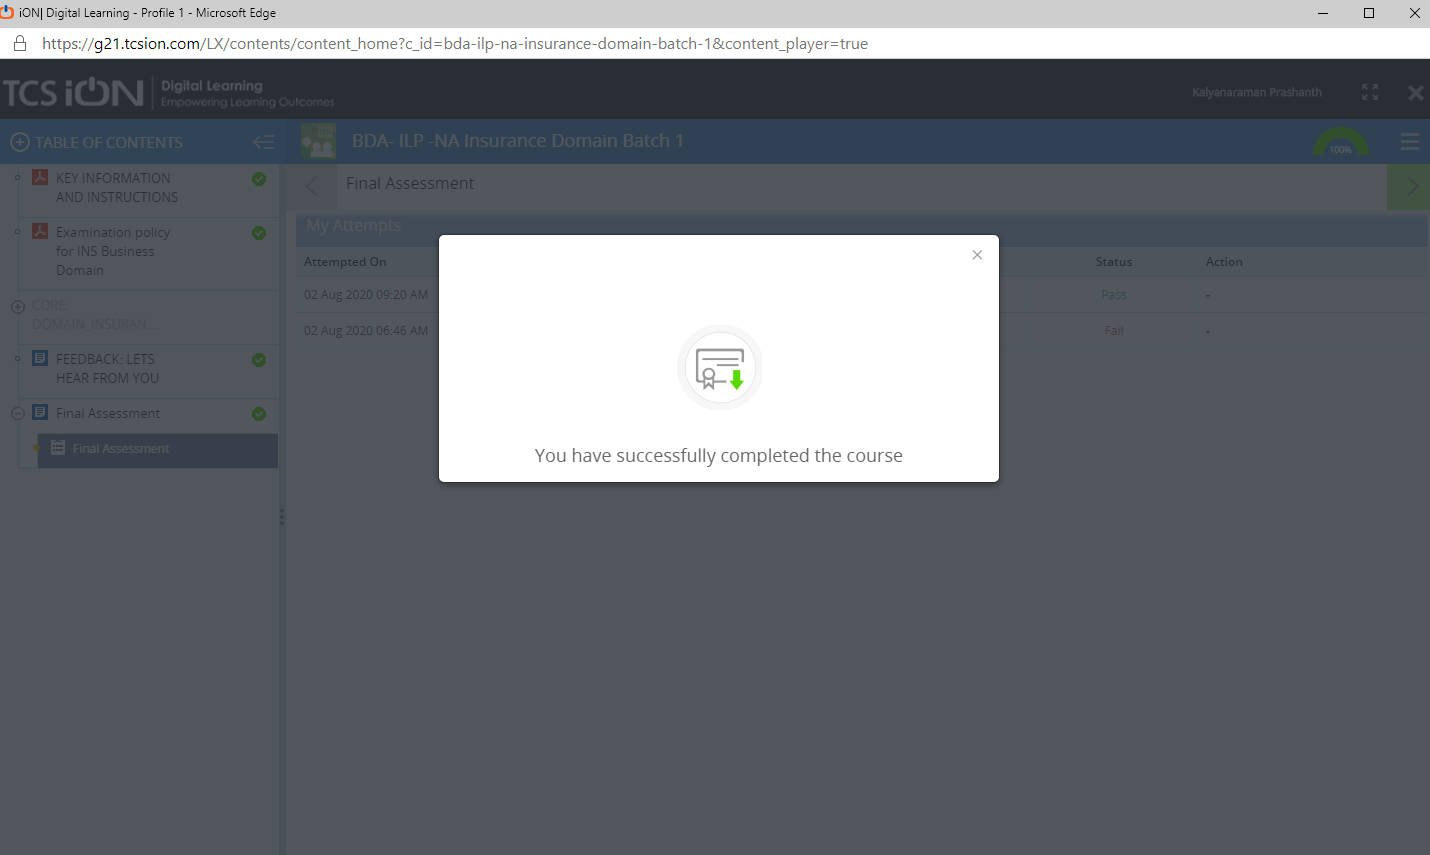 iON| Digital Learning - Profile 1 - Microsoft Edge
https://g21.tcsion.com/LX/contents/content_home?c_id=bda-ilp-na-insurance-domain-batch-1&content_player=true
TCS iON
Digital Learning
Empowering Learning Outcomes
Kalyanaraman Prashanth
TABLE OF CONTENTS
BDA- ILP -NA Insurance Domain Batch 1
100%
KEY INFORMATION
AND INSTRUCTIONS
Examination policy
for INS Business
Domain
CORE:
DOMAIN_INSURAN...
FEEDBACK: LETS
HEAR FROM YOU
Final Assessment
Final Assessment
Final Assessment
My Attempts
Attempted On
Status
Action
02 Aug 2020 09:20 AM
Pass
-
02 Aug 2020 06:46 AM
Fail
-
You have successfully completed the course